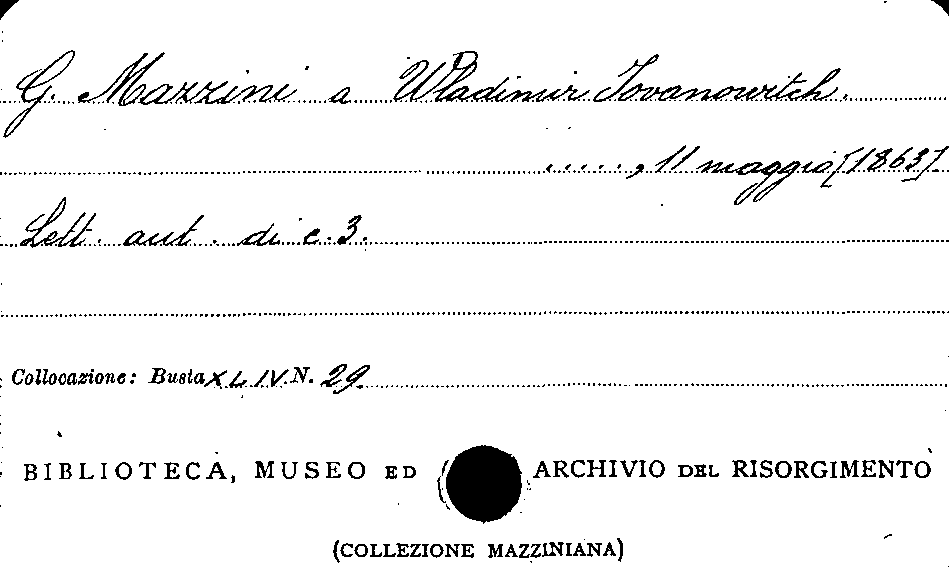 G. Mazzini a Wladimir Jovanowitch.
....., 11 maggio [1863].
Lett. aut. di c. 3.
Collocazione: Busta XLIV. N. 29.
BIBLIOTECA, MUSEO ED ARCHIVIO DEL RISORGIMENTO
(COLLEZIONE MAZZINIANA)